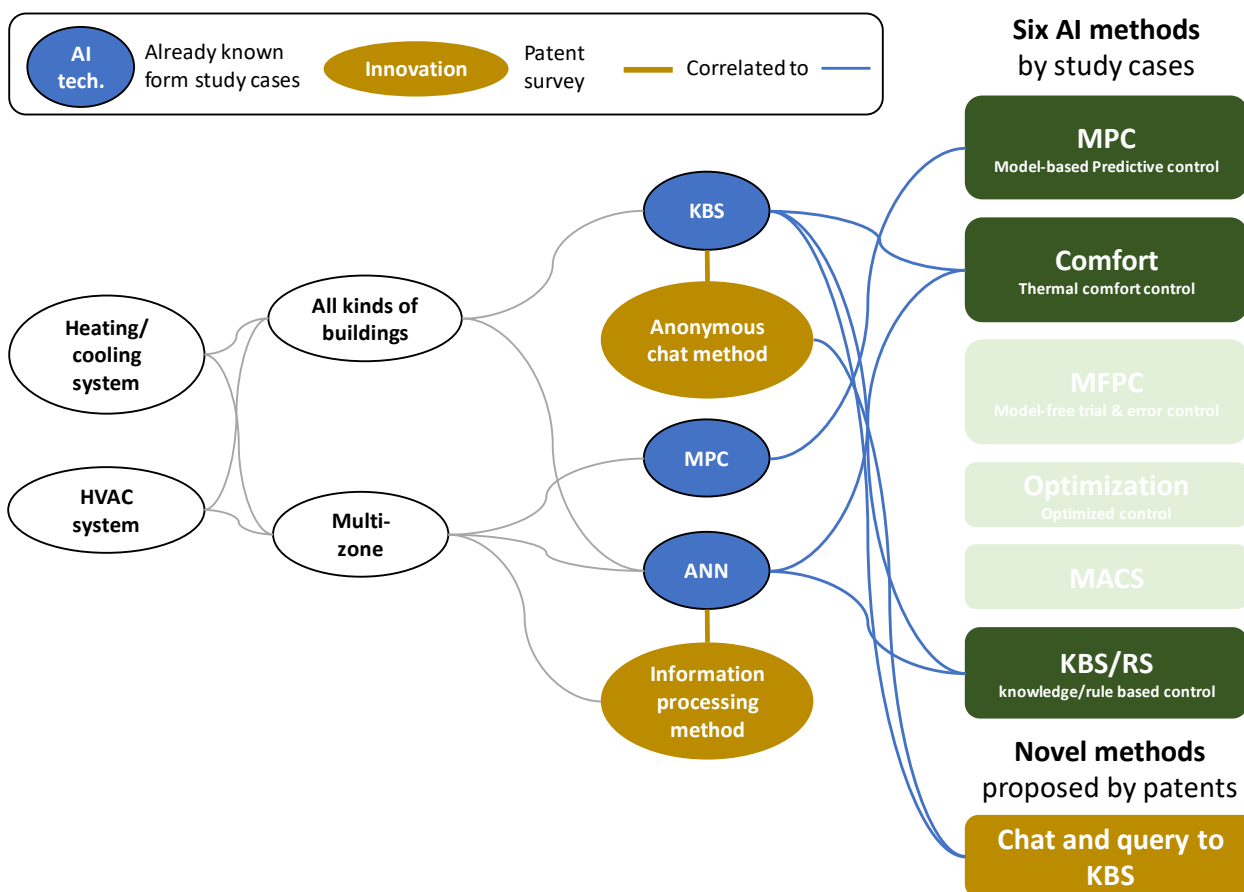 AI
tech.
Already known
form study cases
Innovation
Patent
survey
Correlated to
Six AI methods
by study cases
MPC
Model-based Predictive control
KBS
Comfort
Thermal comfort control
All kinds of
buildings
Heating/
cooling
system
Anonymous
chat method
MFPC
Model-free trial & error control
MPC
Optimization
Optimized control
HVAC
system
Multi-
zone
ANN
MACS
KBS/RS
knowledge/rule based control
Information
processing
method
Novel methods
proposed by patents
Chat and query to
KBS